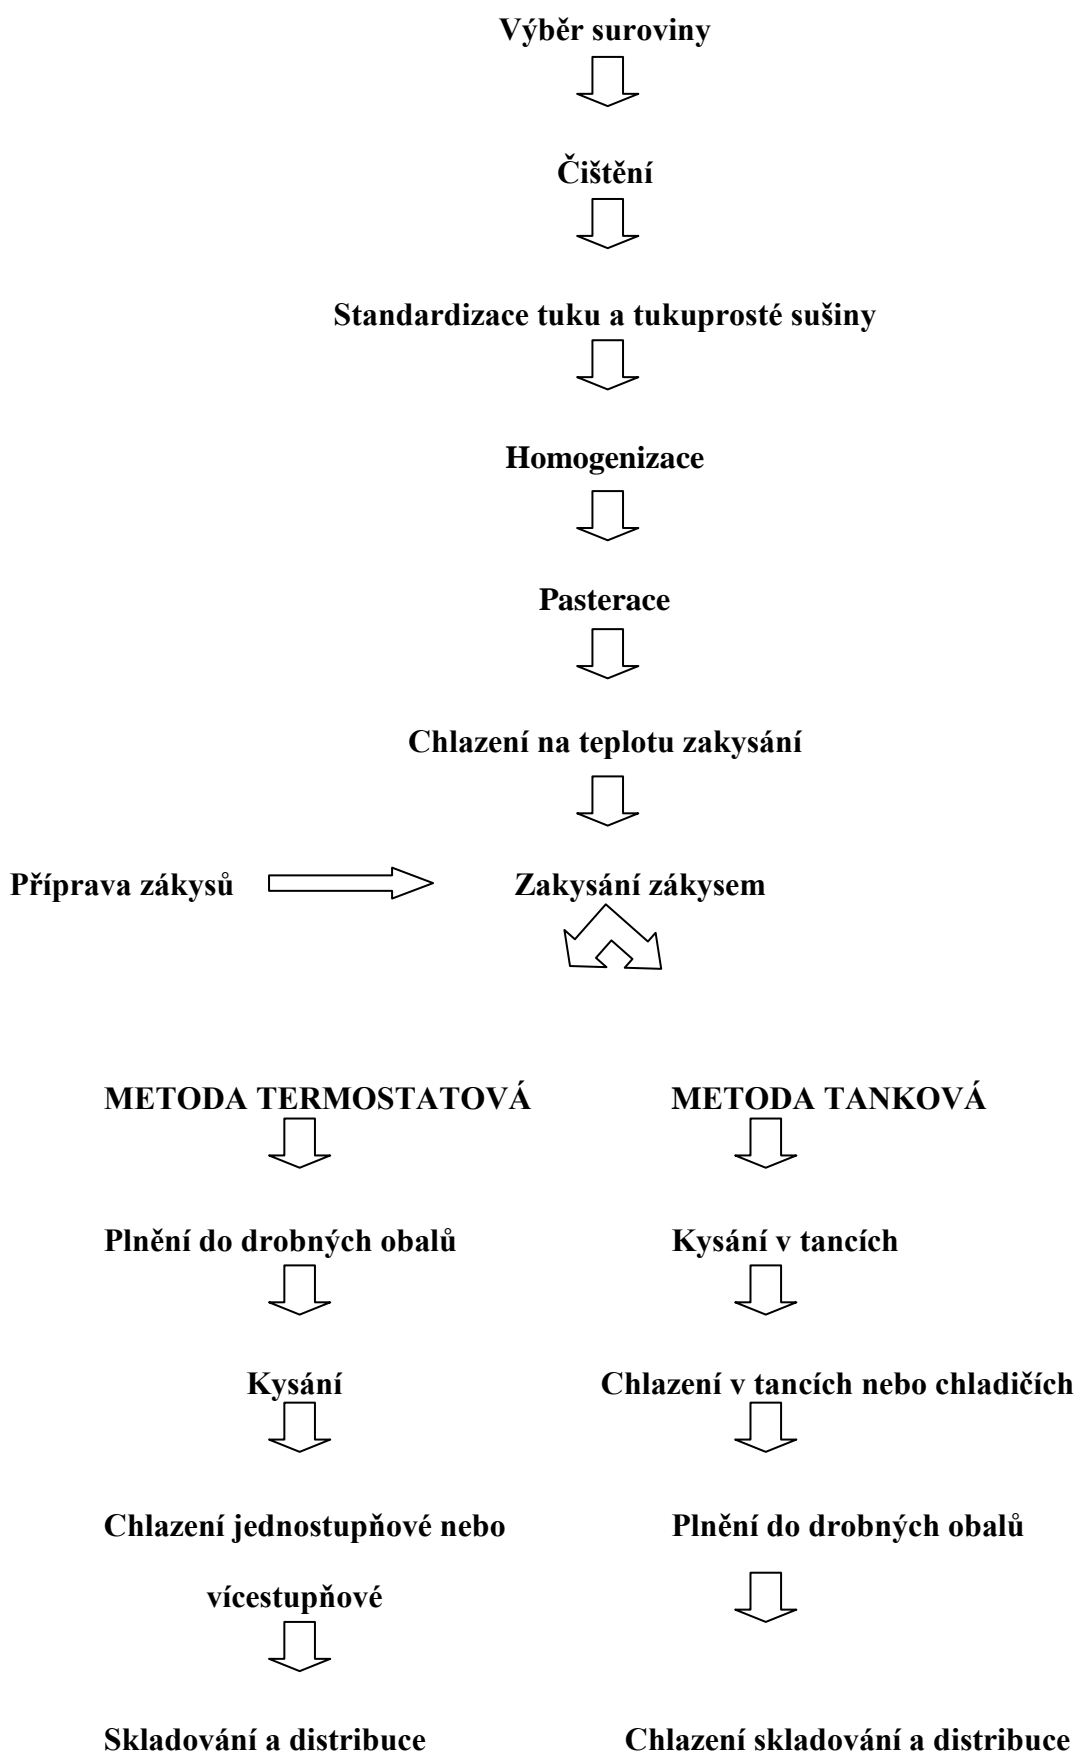 Výběr suroviny
Čištění
Standardizace tuku a tukuprosté sušiny
Homogenizace
Pasterace
Chlazení na teplotu zakysání
Příprava zákysů
Zakysání zákysem
METODA TERMOSTATOVÁ
METODA TANKOVÁ
Plnění do drobných obalů
Kysání v tancích
Kysání
Chlazení v tancích nebo chladičích
Chlazení jednostupňové nebo
Plnění do drobných obalů
vícestupňové
Skladování a distribuce
Chlazení skladování a distribuce